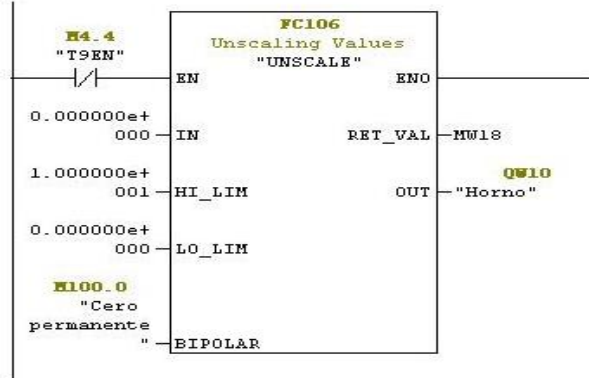 M4.4
"T9EN"
FC106
Unscaling Values
"UNSCALE"
EN
ENO
0.000000e+
000
IN
RET_VAL
MW18
1.000000e+
001
HI_LIM
QW10
OUT
"Horno"
0.000000e+
000
LO_LIM
M100.0
"Cero
permanente
"
BIPOLAR